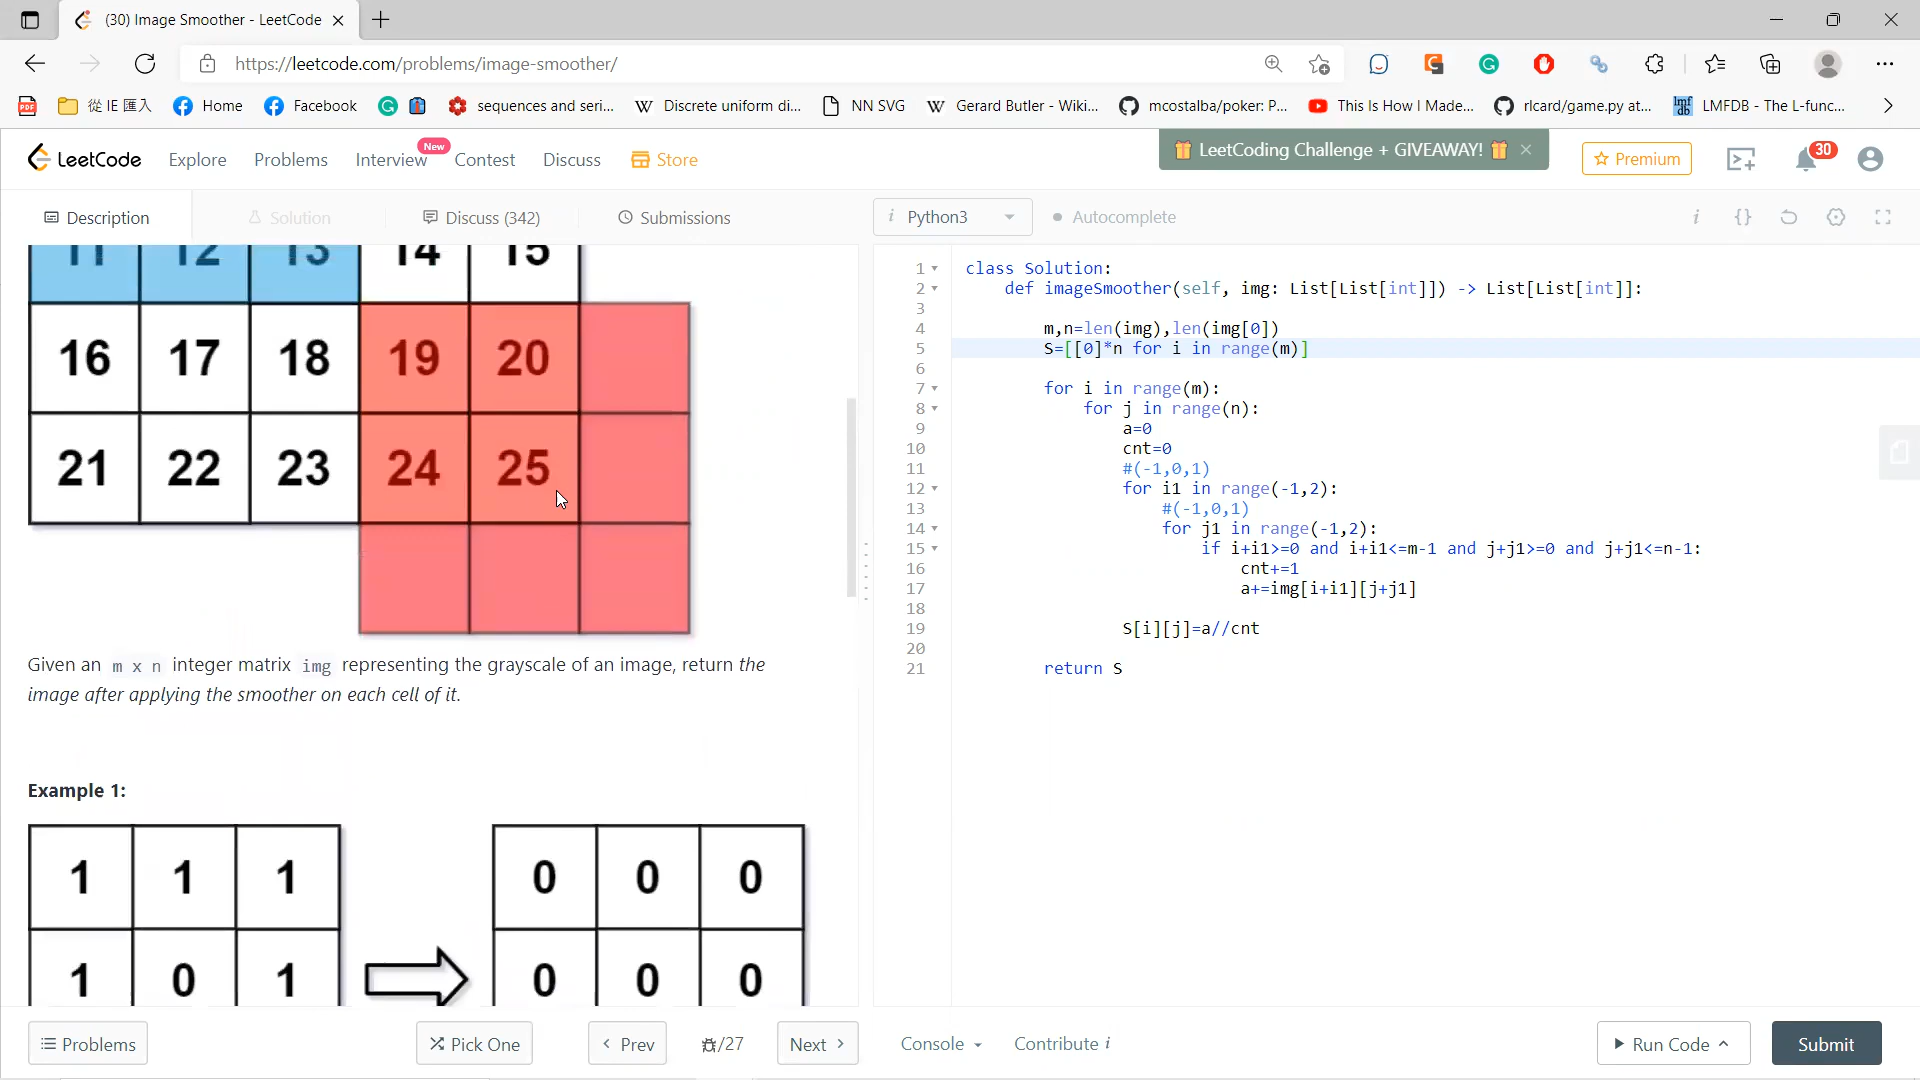 (30) Image Smoother - LeetCode
https://leetcode.com/problems/image-smoother/
PDF 從 IE 匯入 Home Facebook sequences and seri... Discrete uniform di... NN SVG Gerard Butler - Wiki... mcostalba/poker: P... This Is How I Made... rlcard/game.py at... lmf db LMFDB - The L-func...
LeetCode Explore Problems Interview New Contest Discuss Store LeetCoding Challenge + GIVEAWAY! Premium 30
Description Solution Discuss (342) Submissions
i Python3 Autocomplete i {}
11 12 13 14 15
16 17 18 19 20
21 22 23 24 25
Given an m x n integer matrix img representing the grayscale of an image, return the
image after applying the smoother on each cell of it.
Example 1:
1 1 1 0 0 0
1 0 1 0 0 0
1 class Solution:
2 def imageSmoother(self, img: List[List[int]]) -> List[List[int]]:
3
4 m,n=len(img),len(img[0])
5 S=[[0]*n for i in range(m)]
6
7 for i in range(m):
8 for j in range(n):
9 a=0
10 cnt=0
11 #(-1,0,1)
12 for i1 in range(-1,2):
13 #(-1,0,1)
14 for j1 in range(-1,2):
15 if i+i1>=0 and i+i1<=m-1 and j+j1>=0 and j+j1<=n-1:
16 cnt+=1
17 a+=img[i+i1][j+j1]
18
19 S[i][j]=a//cnt
20
21 return S
Problems Pick One Prev /27 Next Console Contribute i Run Code Submit